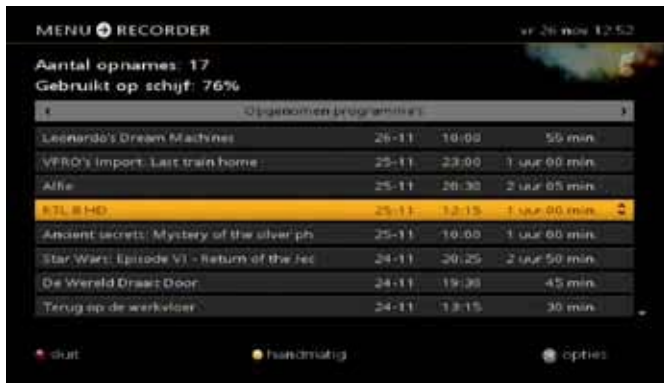 MENU RECORDER vr 26 nov 12:52
Aantal opnames: 17
Gebruikt op schijf: 76%
Opgenomen programma's
Leonardo's Dream Machines 26-11 10:00 55 min.
VPRO's Import: Last train home 25-11 23:00 1 uur 00 min.
Alfie 25-11 20:30 2 uur 05 min.
RTL 8 HD 25-11 12:15 1 uur 00 min.
Ancient secrets: Mystery of the silver ph 25-11 10:00 1 uur 00 min.
Star Wars: Episode VI - Return of the Jec 24-11 20:25 2 uur 50 min.
De Wereld Draait Door 24-11 19:30 45 min.
Terug op de werkvloer 24-11 13:15 30 min.
sluit handmatig opties